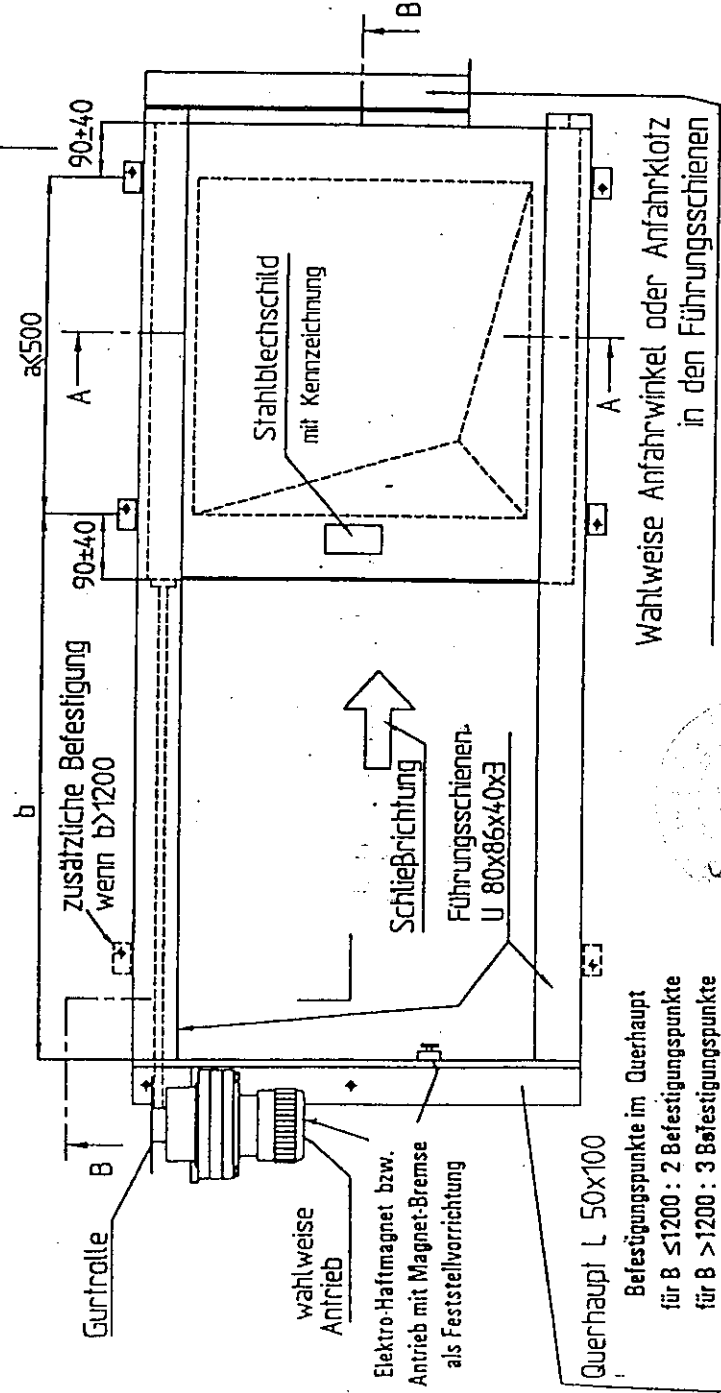 b
a≤500
90±40
90±40
zusätzliche Befestigung
wenn b>1200
B
B
A
A
Gurtrolle
wahlweise
Antrieb
Elektro-Haftmagnet bzw.
Antrieb mit Magnet-Bremse
als Feststellvorrichtung
Stahlblechschild
mit Kennzeichnung
Schließrichtung
Führungsschienen
U 80x86x40x3
Querhaupt L 50x100
Befestigungspunkte im Querhaupt
für B ≤1200 : 2 Befestigungspunkte
für B >1200 : 3 Befestigungspunkte
Wahlweise Anfahrwinkel oder Anfahrklotz
in den Führungsschienen